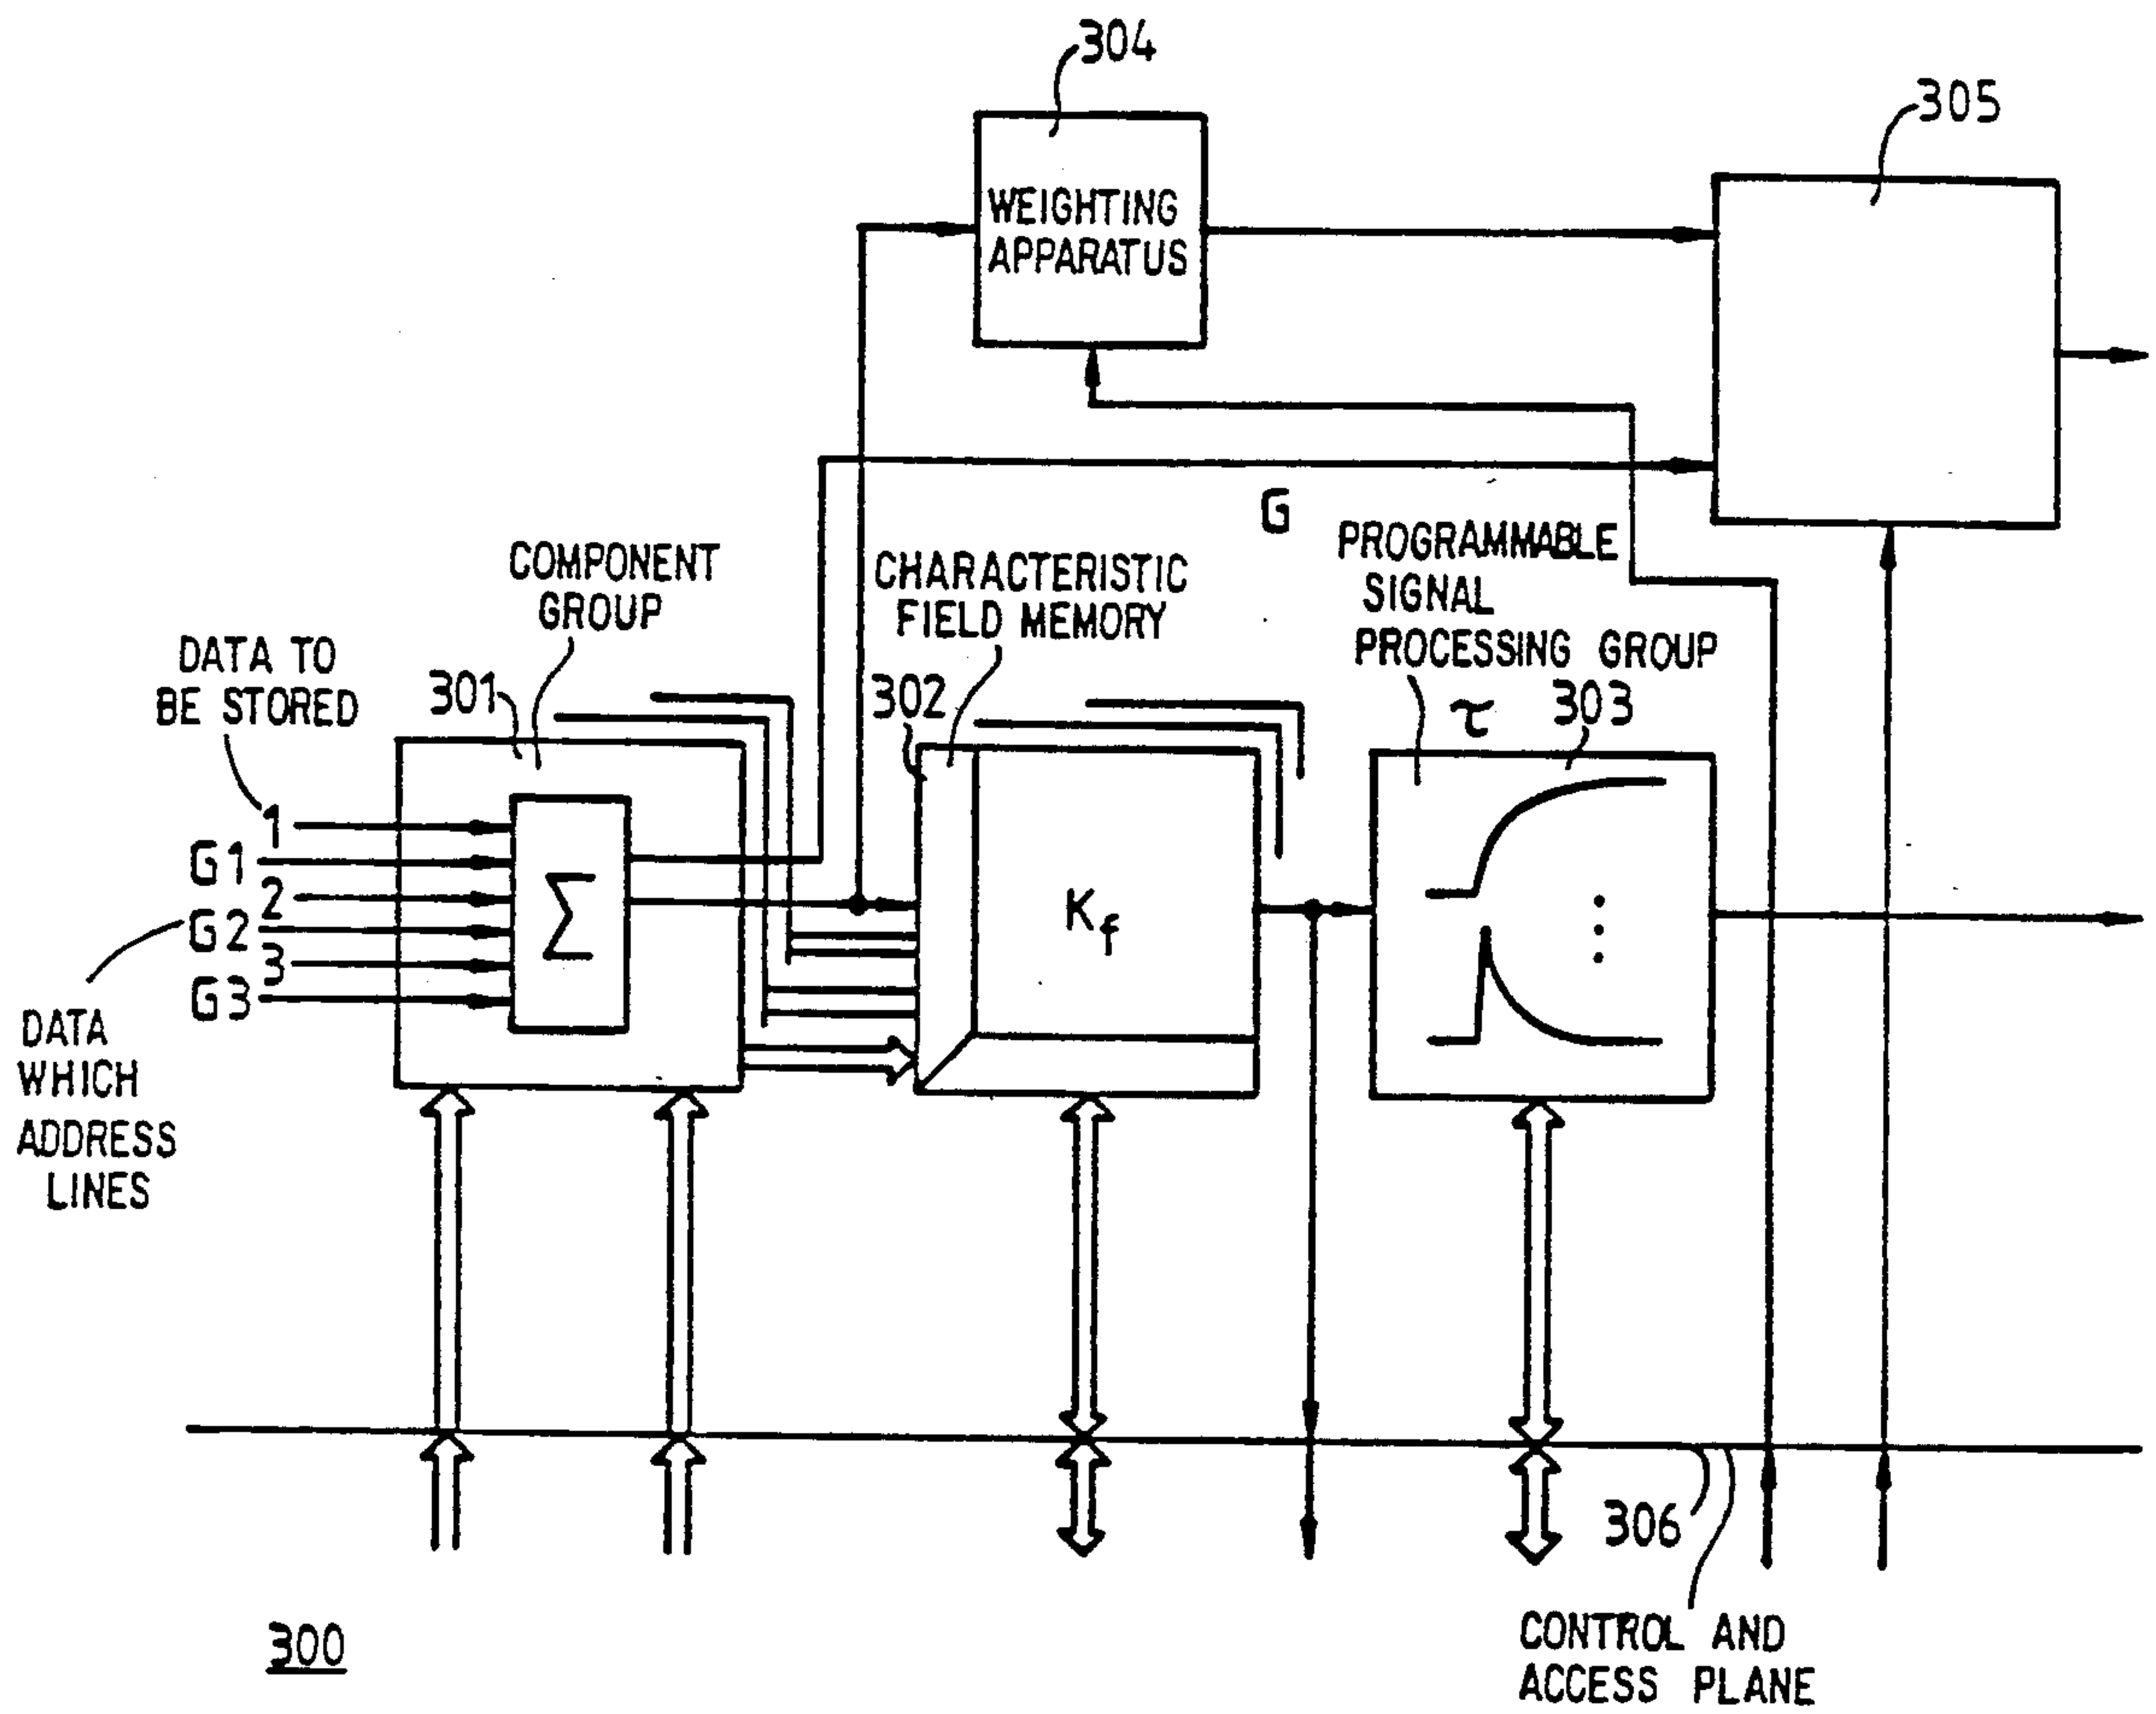 304
305
WEIGHTING
APPARATUS
G
COMPONENT
GROUP
CHARACTERISTIC
FIELD MEMORY
PROGRAMMABLE
SIGNAL
PROCESSING GROUP
DATA TO
BE STORED
301
302
τ
303
1
G1
2
G2
3
G3
Σ
Kf
DATA
WHICH
ADDRESS
LINES
306
300
CONTROL AND
ACCESS PLANE